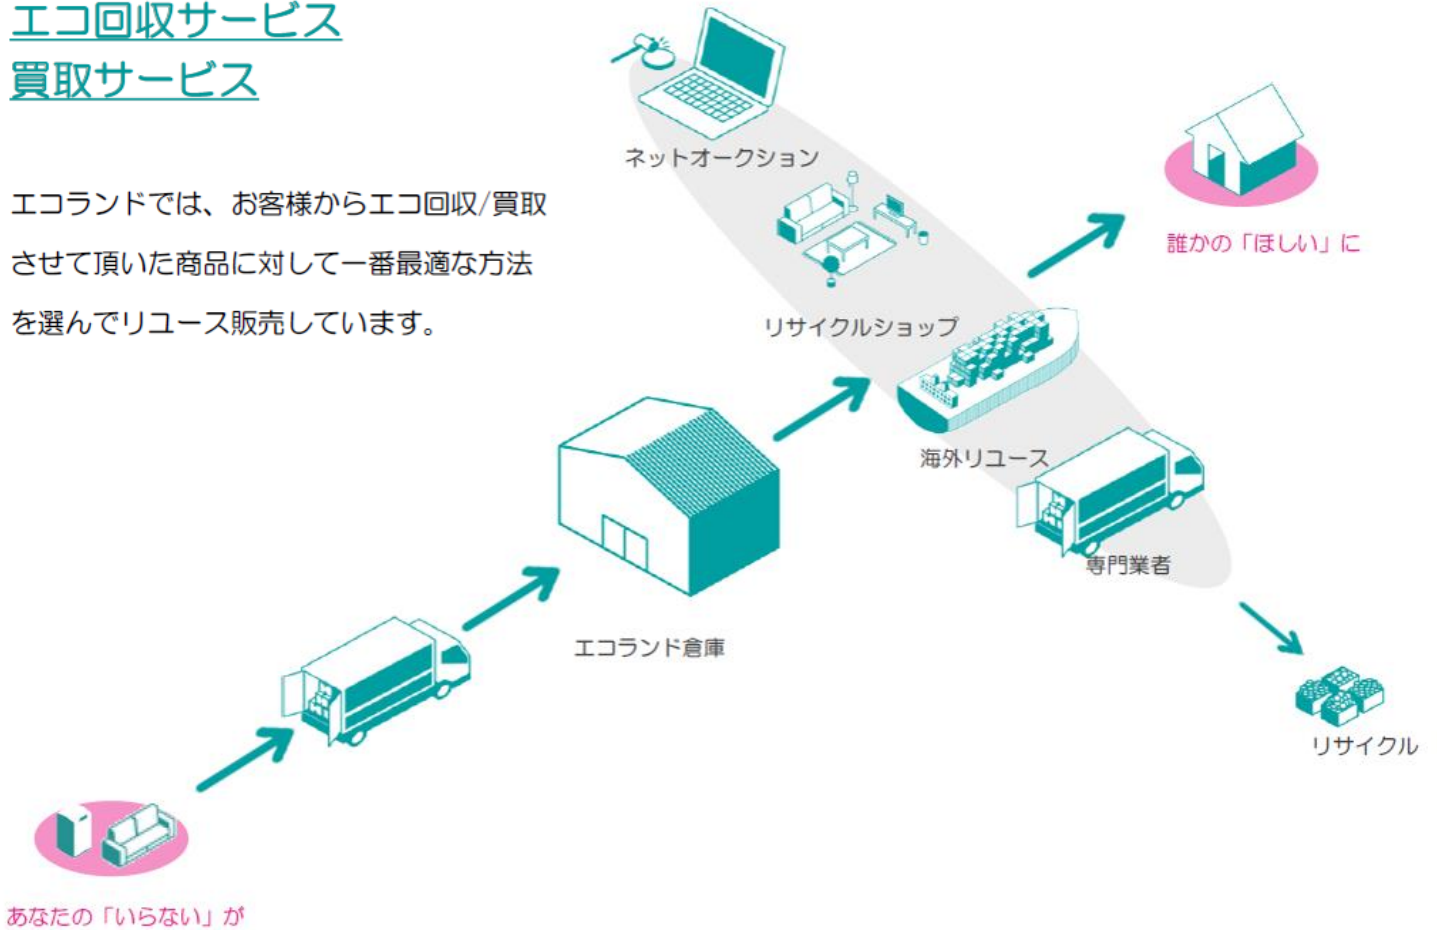 エコ回収サービス
買取サービス
エコランドでは、お客様からエコ回収/買取
させて頂いた商品に対して一番最適な方法
を選んでリユース販売しています。
ネットオークション
リサイクルショップ
海外リユース
専門業者
誰かの「ほしい」に
エコランド倉庫
リサイクル
あなたの「いらない」が